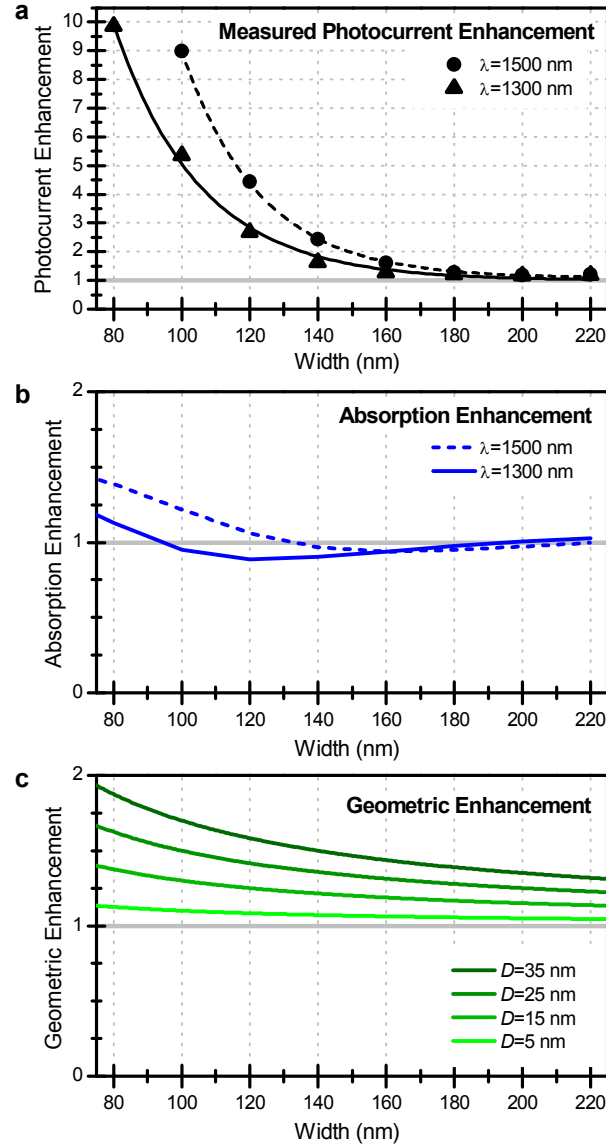 a
Measured Photocurrent Enhancement
λ=1500 nm
λ=1300 nm
Photocurrent Enhancement
10
9
8
7
6
5
4
3
2
1
0
80 100 120 140 160 180 200 220
Width (nm)
b
Absorption Enhancement
λ=1500 nm
λ=1300 nm
Absorption Enhancement
2
1
0
80 100 120 140 160 180 200 220
Width (nm)
c
Geometric Enhancement
Geometric Enhancement
2
1
0
D=35 nm
D=25 nm
D=15 nm
D=5 nm
80 100 120 140 160 180 200 220
Width (nm)